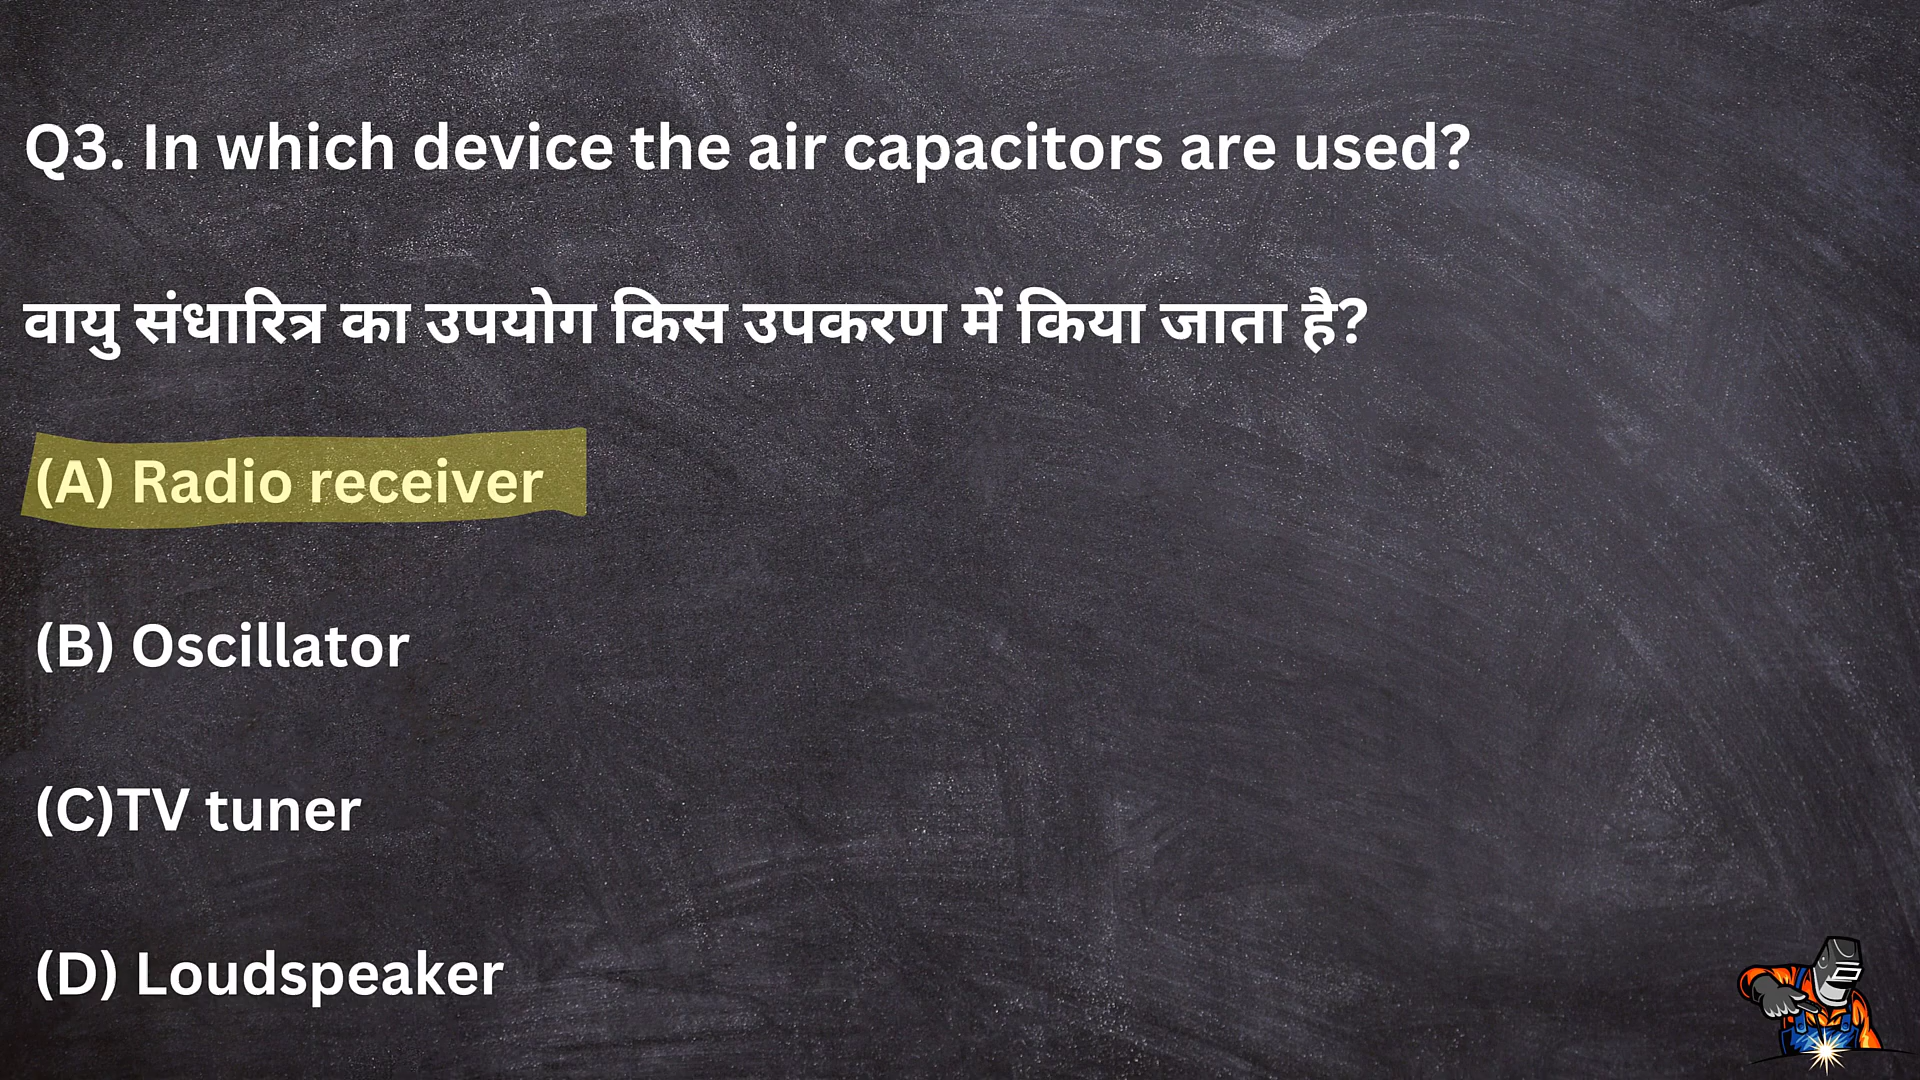 Q3. In which device the air capacitors are used?
वायु संधारित्र का उपयोग किस उपकरण में किया जाता है?
(A) Radio receiver
(B) Oscillator
(C)TV tuner
(D) Loudspeaker